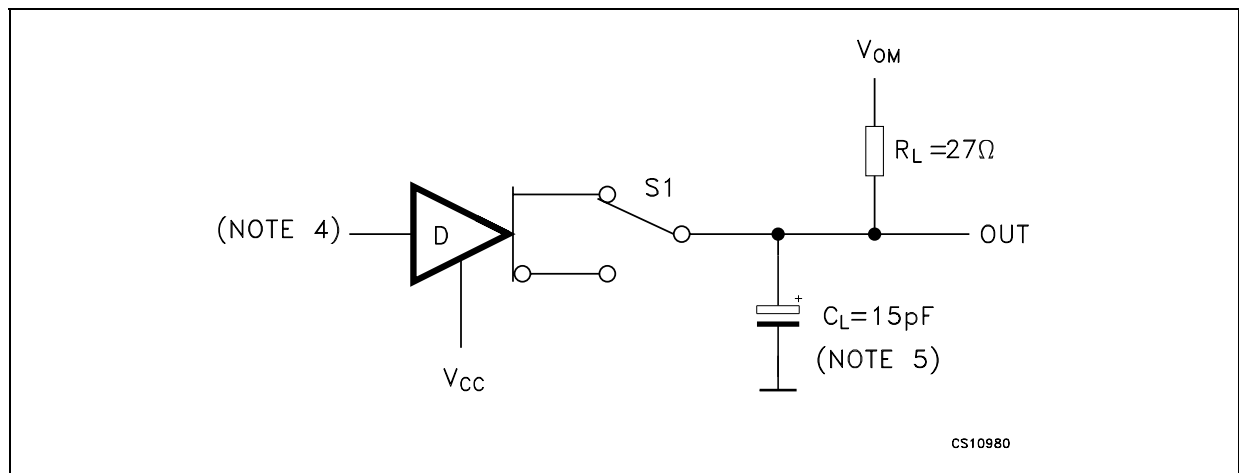 V_OM
R_L =27Ω
S1
(NOTE 4)
D
OUT
+
C_L=15pF
(NOTE 5)
V_CC
CS10980